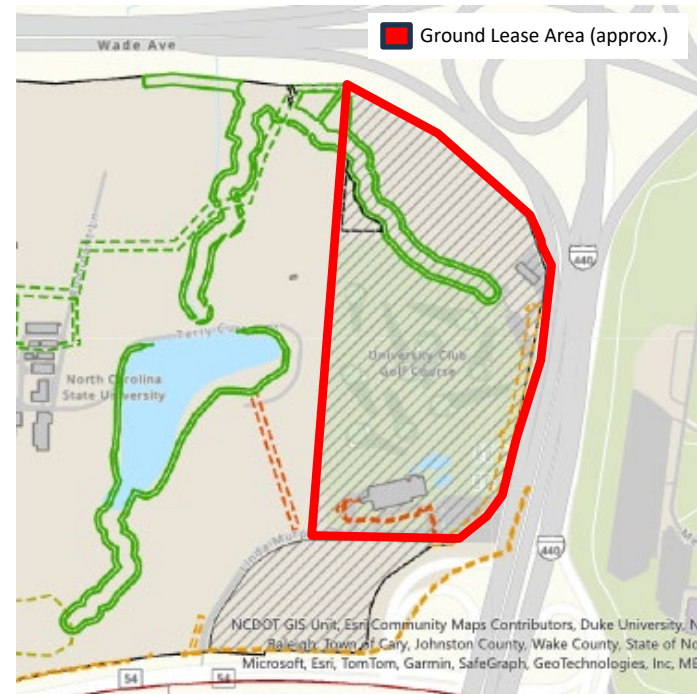 Wade Ave
Ground Lease Area (approx.)
440
Terry C
University Club
Golf Course
North Carolina
State University
440
NCDOT GIS Unit, Esri Community Maps Contributors, Duke University, N
Raleigh, Town of Cary, Johnston County, Wake County, State of No
Microsoft, Esri, TomTom, Garmin, SafeGraph, GeoTechnologies, Inc, ME
54
54